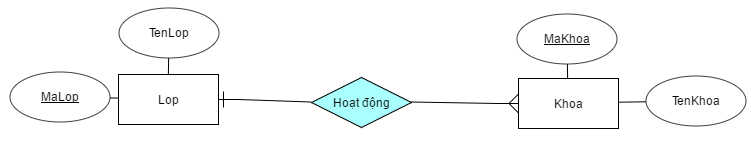 TenLop
MaKhoa
MaLop
Lop
Hoạt động
Khoa
TenKhoa